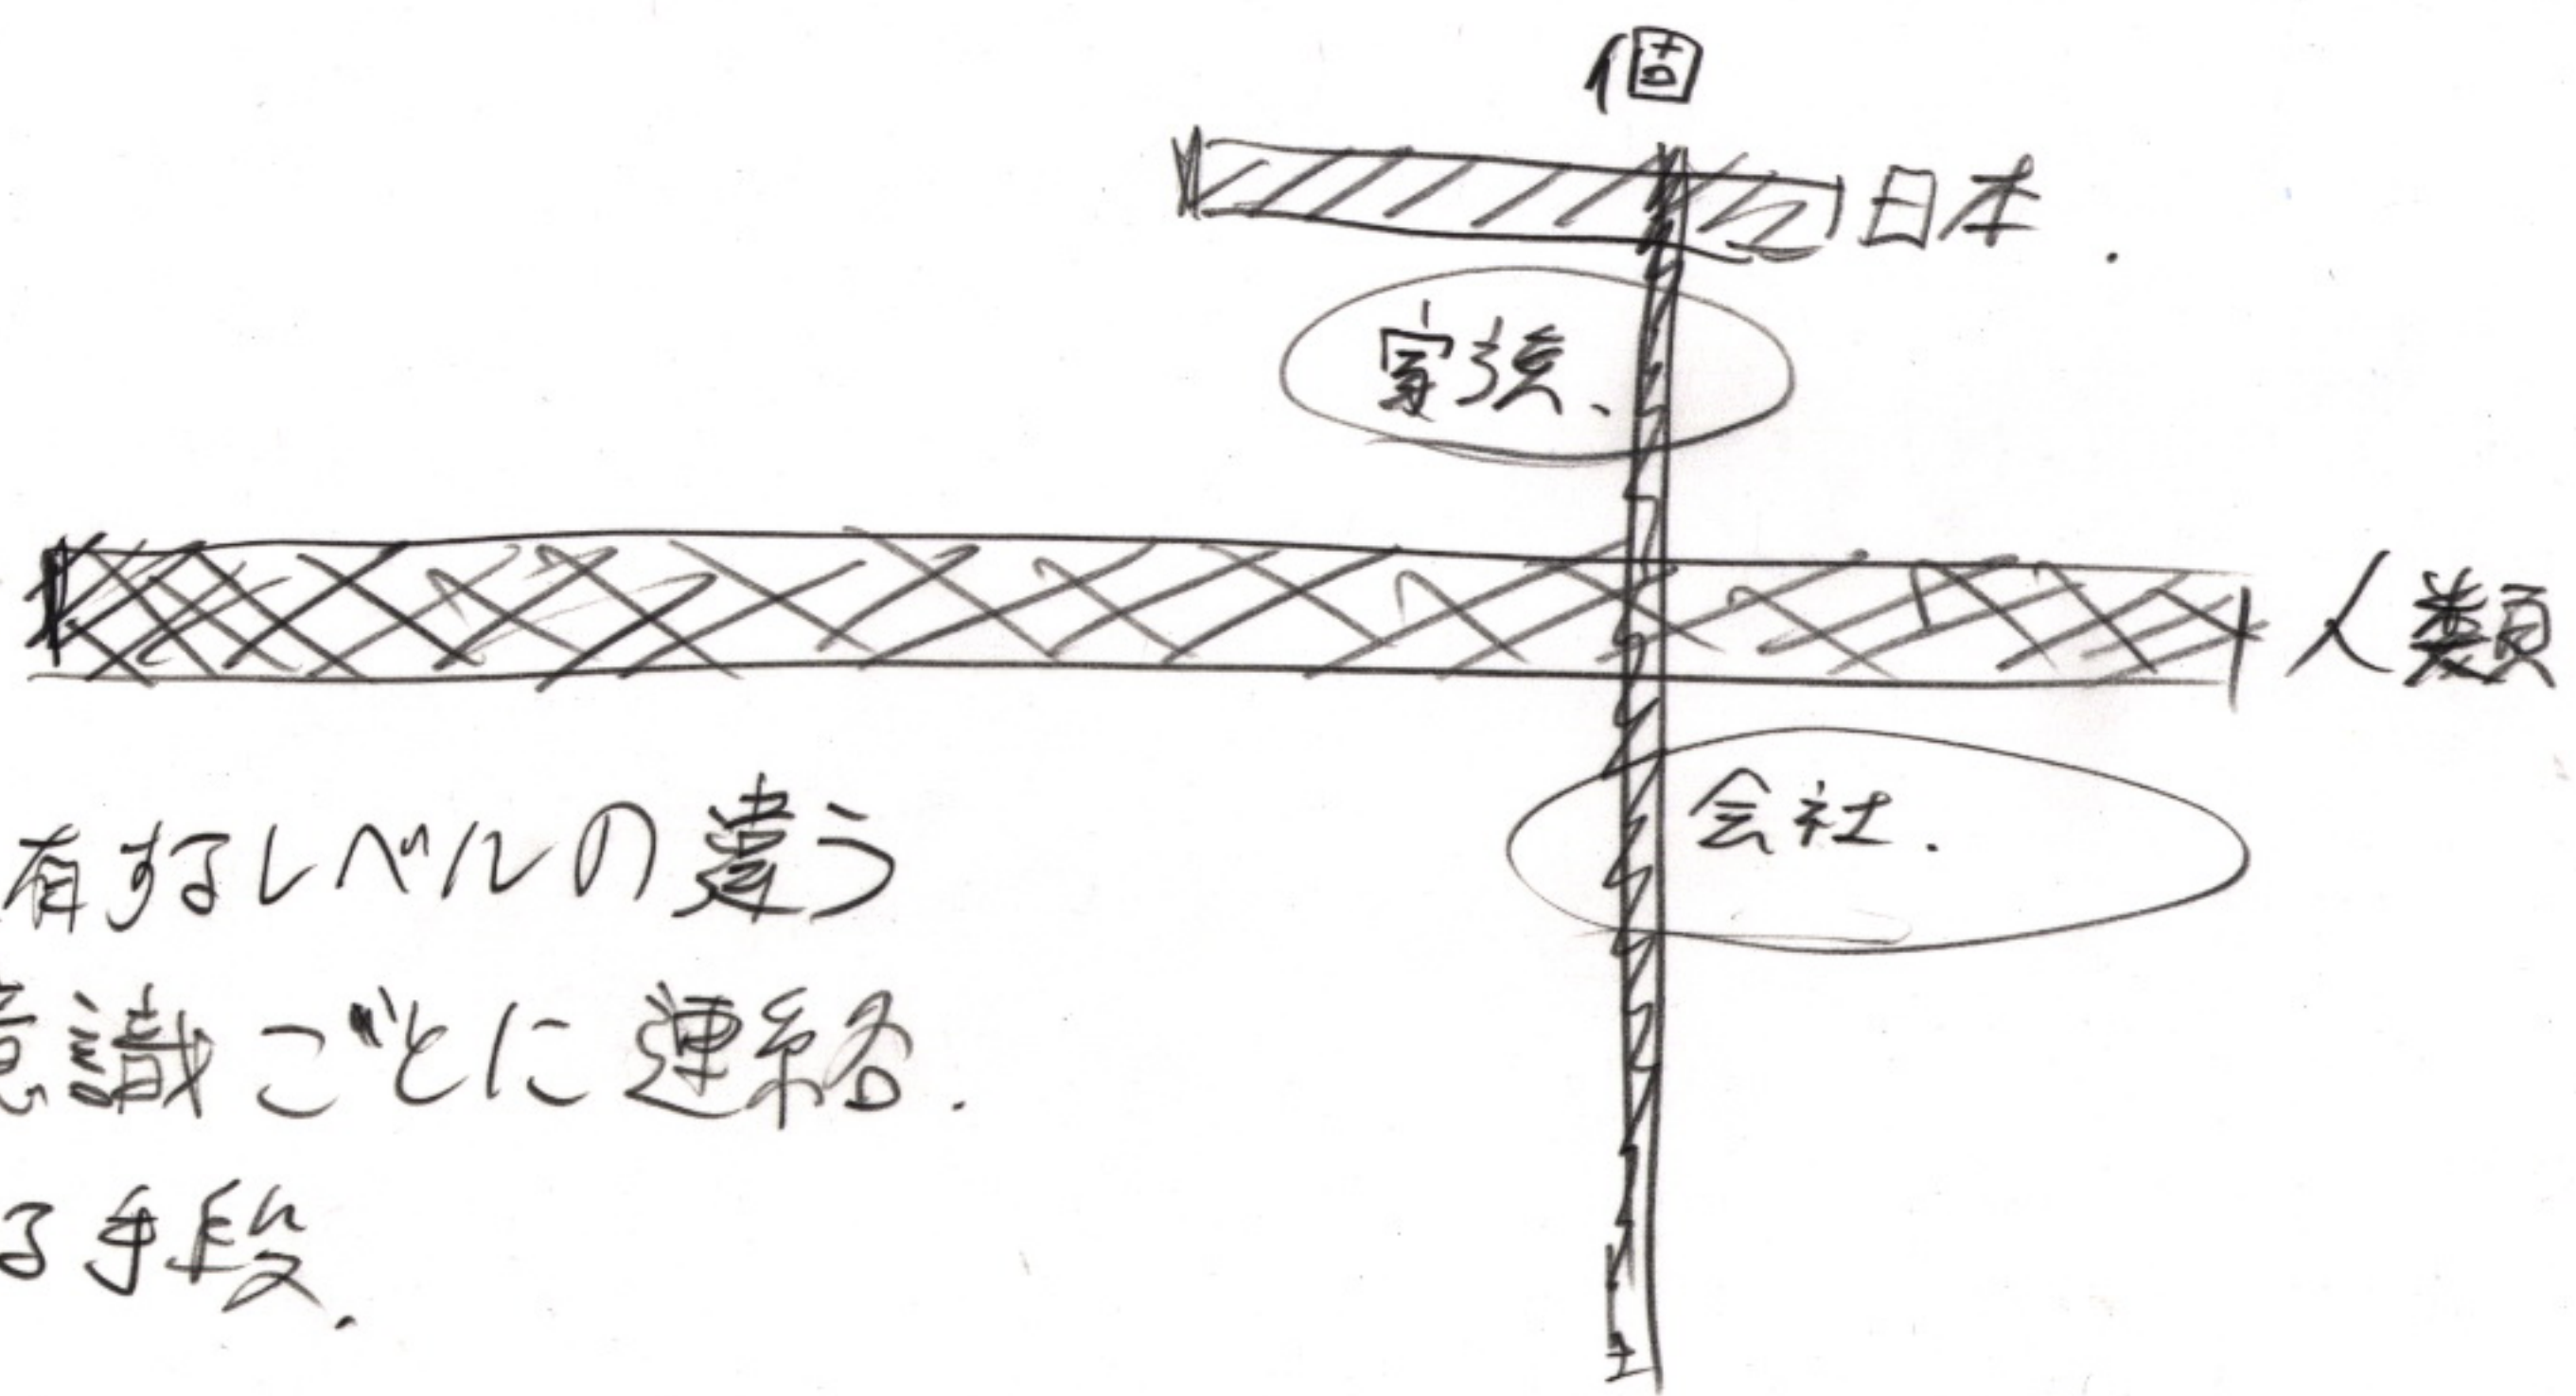 個
日本.
家族、
人類
会社.
有するレベルの違う
意識ごとに連絡.
る手段.